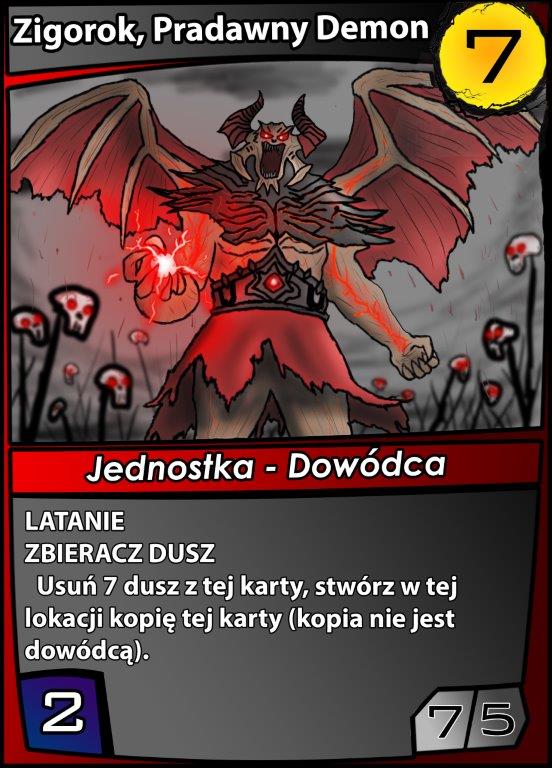 Zigorok, Pradawny Demon
7
Jednostka - Dowódca
LATANIE
ZBIERACZ DUSZ
Usuń 7 dusz z tej karty, stwórz w tej
lokacji kopię tej karty (kopia nie jest
dowódcą).
2
7/5